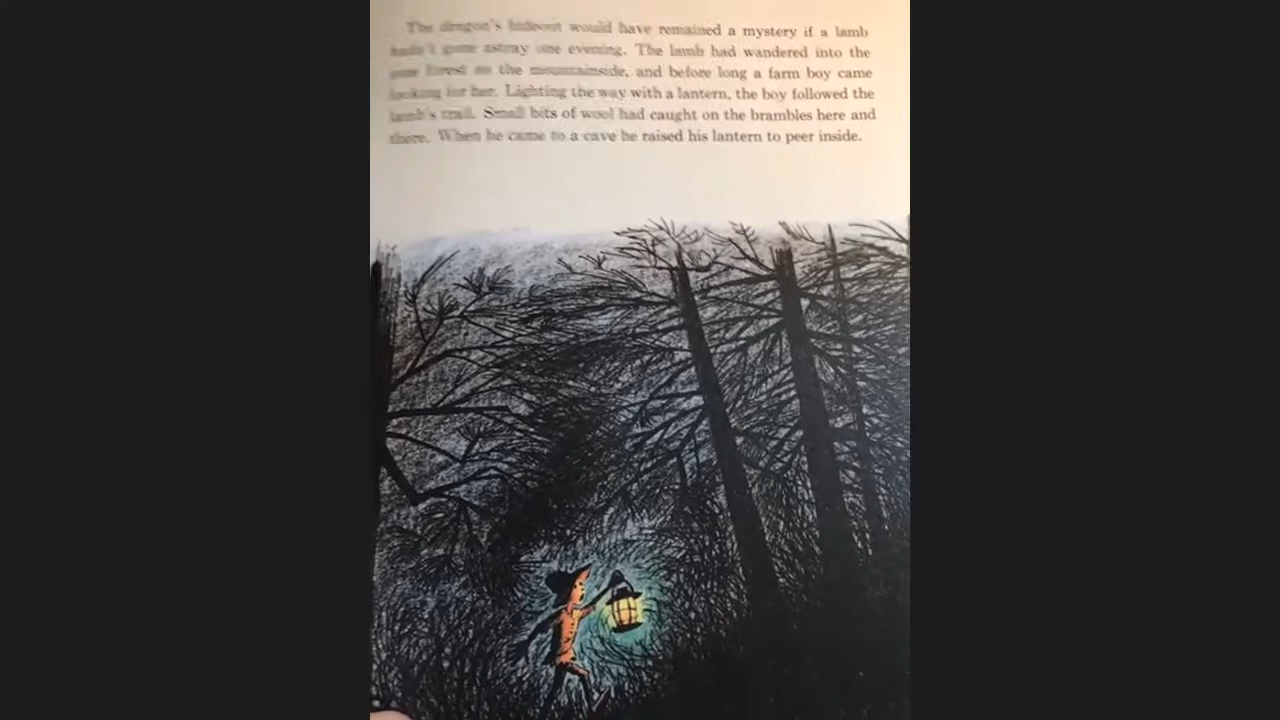 The dragon's hideout would have remained a mystery if a lamb
hadn't gone astray one evening. The lamb had wandered into the
pine forest on the mountainside, and before long a farm boy came
looking for her. Lighting the way with a lantern, the boy followed the
lamb's trail. Small bits of wool had caught on the brambles here and
there. When he came to a cave he raised his lantern to peer inside.